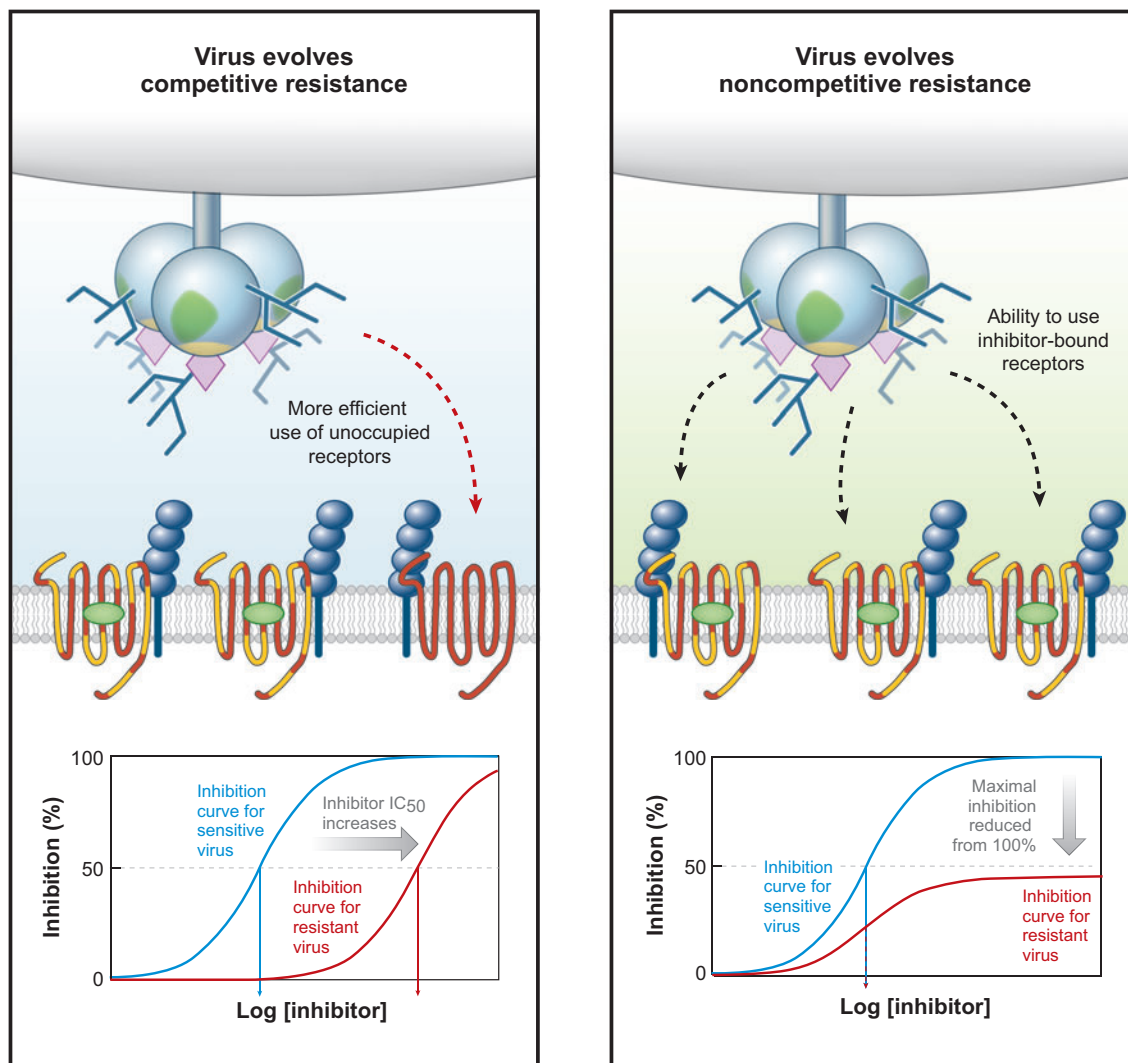 Virus evolves
competitive resistance
More efficient
use of unoccupied
receptors
100
50
0
Inhibition (%)
Inhibition
curve for
sensitive
virus
Inhibitor IC50
increases
Inhibition
curve for
resistant
virus
Log [inhibitor]
Virus evolves
noncompetitive resistance
Ability to use
inhibitor-bound
receptors
100
50
0
Inhibition (%)
Maximal
inhibition
reduced
from 100%
Inhibition
curve for
sensitive
virus
Inhibition
curve for
resistant
virus
Log [inhibitor]